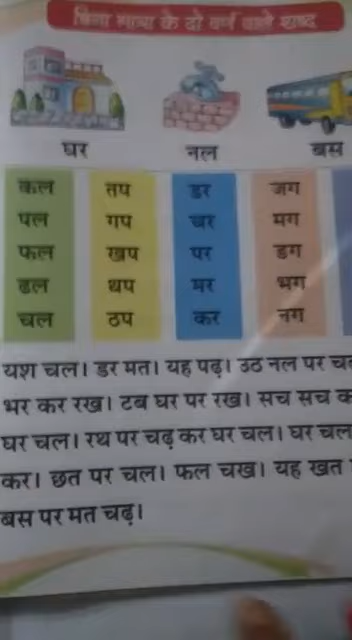 बिना मात्रा के दो वर्ण वाले शब्द
घर नल बस
कल तप डर जग
पल गप चर मग
फल खप पर डग
ढल थप मर भग
चल ठप कर नग
यश चल। डर मत। यह पढ़। उठ नल पर
भर कर रख। टब घर पर रख। सच सच
घर चल। रथ पर चढ़ कर घर चल। घर चल
कर। छत पर चल। फल चख। यह खत
बस पर मत चढ़।